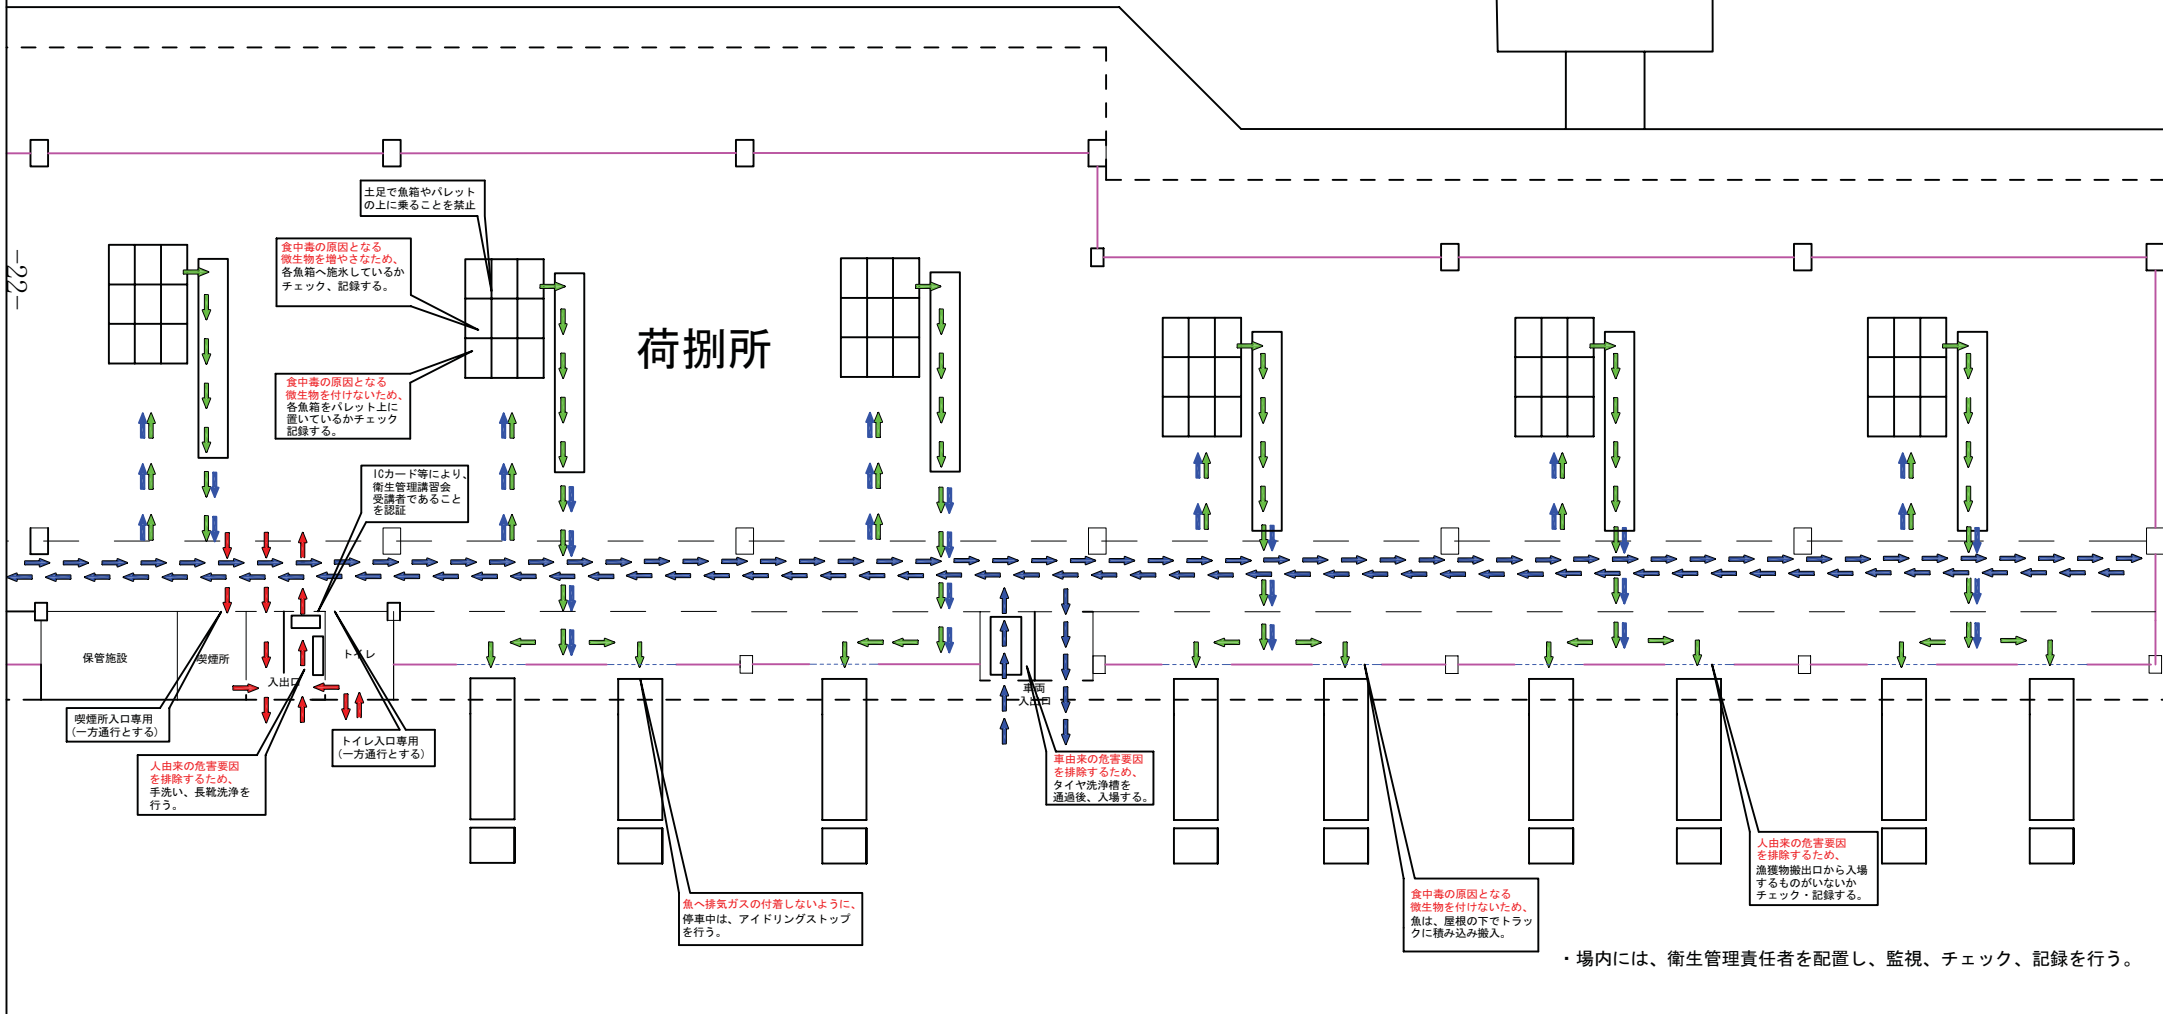 土足で魚箱やパレット
の上に乗ることを禁止
食中毒の原因となる
微生物を増やさなため、
各魚箱へ施氷しているか
チェック、記録する。
-22-
荷捌所
食中毒の原因となる
微生物を付けないため、
各魚箱をパレット上に
置いているかチェック
記録する。
ICカード等により、
衛生管理講習会
受講者であること
を認証
保管施設
喫煙所
入出口
トイレ
喫煙所入口専用
(一方通行とする)
トイレ入口専用
(一方通行とする)
人由来の危害要因
を排除するため、
手洗い、長靴洗浄を
行う。
車両
入出口
車由来の危害要因
を排除するため、
タイヤ洗浄槽を
通過後、入場する。
魚へ排気ガスの付着しないように、
停車中は、アイドリングストップ
を行う。
食中毒の原因となる
微生物を付けないため、
魚は、屋根の下でトラッ
クに積み込み搬入。
人由来の危害要因
を排除するため、
漁獲物搬出口から入場
するものがいないか
チェック・記録する。
・場内には、衛生管理責任者を配置し、監視、チェック、記録を行う。